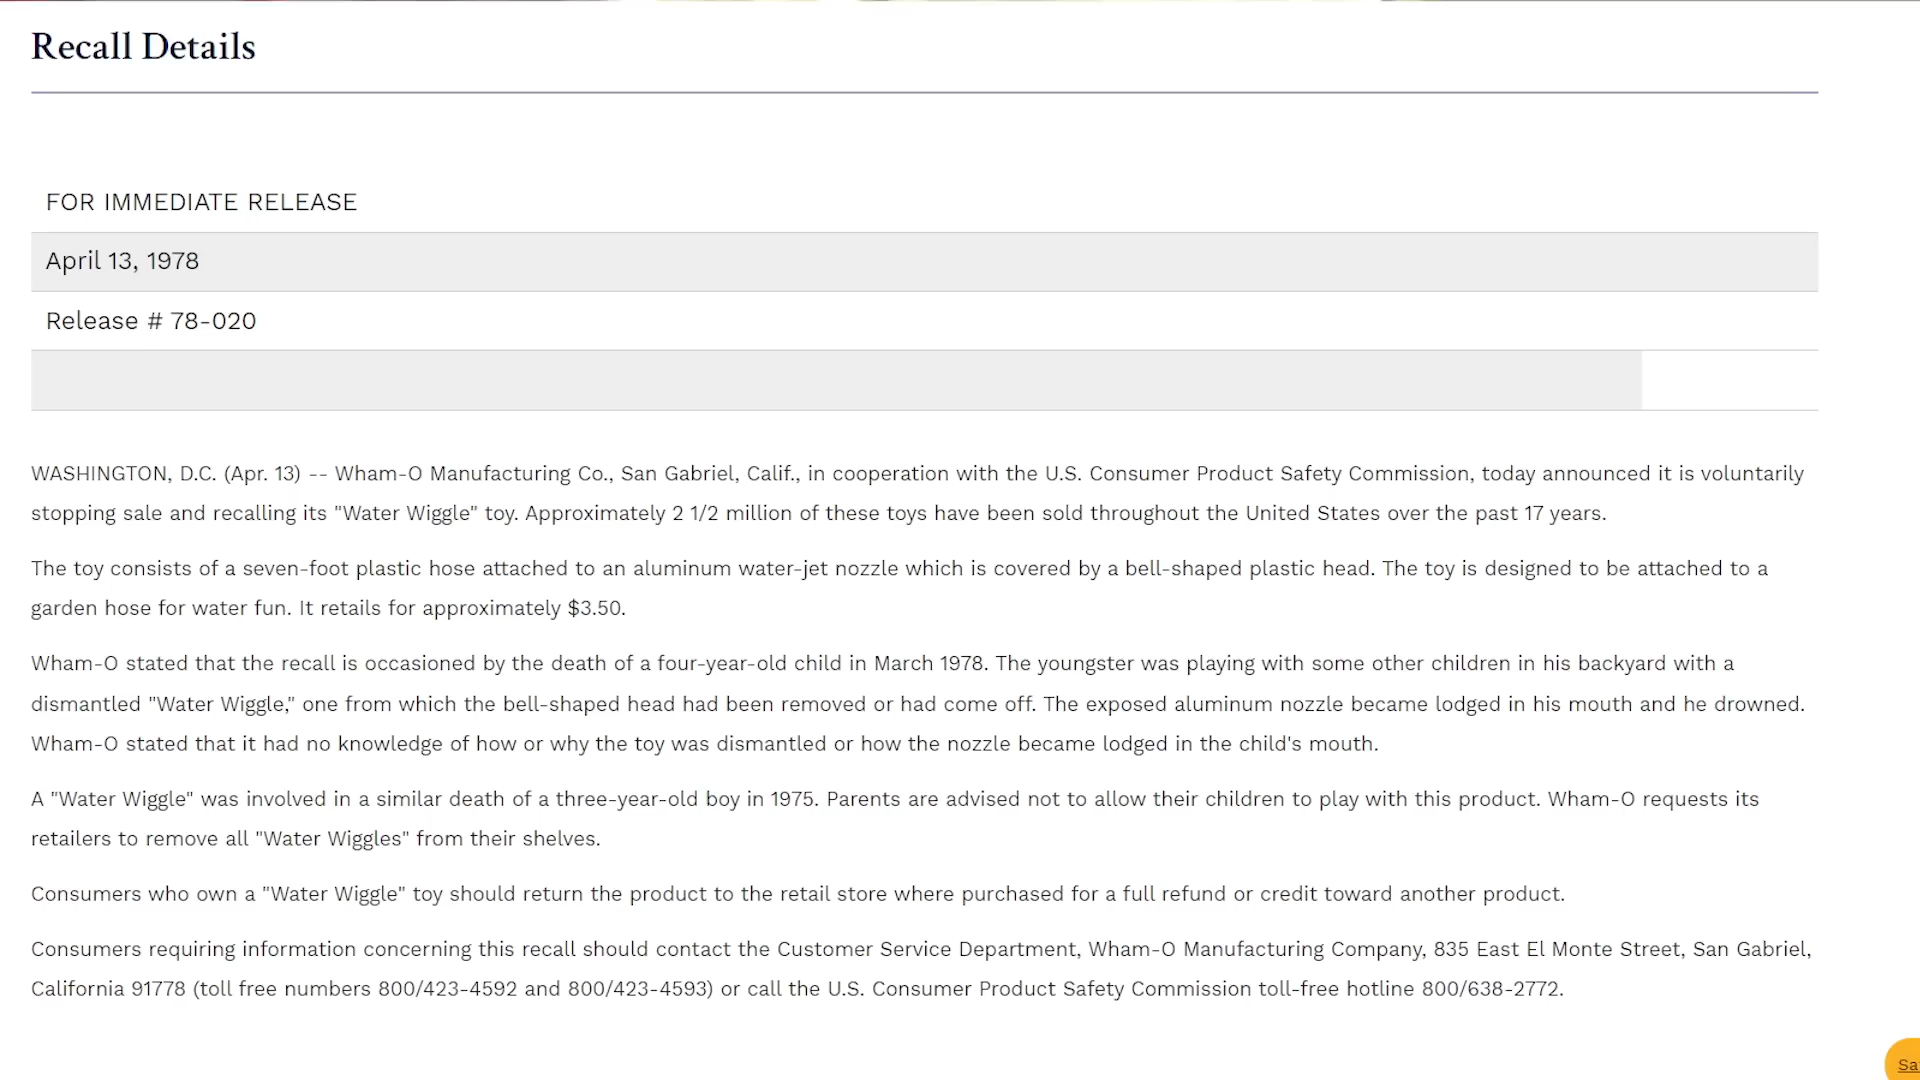 Recall Details
FOR IMMEDIATE RELEASE
April 13, 1978
Release # 78-020
WASHINGTON, D.C. (Apr. 13) -- Wham-O Manufacturing Co., San Gabriel, Calif., in cooperation with the U.S. Consumer Product Safety Commission, today announced it is voluntarily
stopping sale and recalling its "Water Wiggle" toy. Approximately 2 1/2 million of these toys have been sold throughout the United States over the past 17 years.
The toy consists of a seven-foot plastic hose attached to an aluminum water-jet nozzle which is covered by a bell-shaped plastic head. The toy is designed to be attached to a
garden hose for water fun. It retails for approximately $3.50.
Wham-O stated that the recall is occasioned by the death of a four-year-old child in March 1978. The youngster was playing with some other children in his backyard with a
dismantled "Water Wiggle," one from which the bell-shaped head had been removed or had come off. The exposed aluminum nozzle became lodged in his mouth and he drowned.
Wham-O stated that it had no knowledge of how or why the toy was dismantled or how the nozzle became lodged in the child's mouth.
A "Water Wiggle" was involved in a similar death of a three-year-old boy in 1975. Parents are advised not to allow their children to play with this product. Wham-O requests its
retailers to remove all "Water Wiggles" from their shelves.
Consumers who own a "Water Wiggle" toy should return the product to the retail store where purchased for a full refund or credit toward another product.
Consumers requiring information concerning this recall should contact the Customer Service Department, Wham-O Manufacturing Company, 835 East El Monte Street, San Gabriel,
California 91778 (toll free numbers 800/423-4592 and 800/423-4593) or call the U.S. Consumer Product Safety Commission toll-free hotline 800/638-2772.